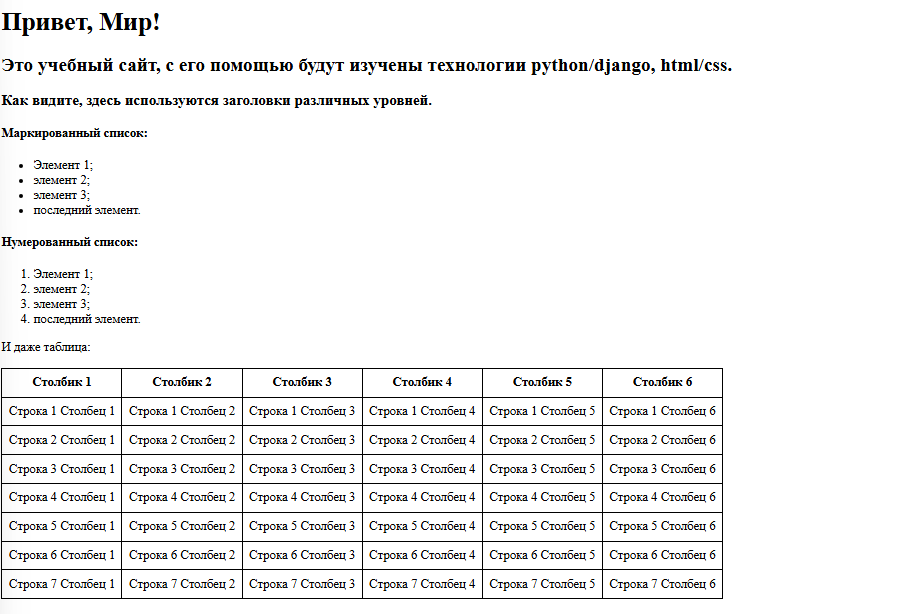 Привет, Мир!
Это учебный сайт, с его помощью будут изучены технологии python/django, html/css.
Как видите, здесь используются заголовки различных уровней.
Маркированный список:
• Элемент 1;
• элемент 2;
• элемент 3;
• последний элемент.
Нумерованный список:
1. Элемент 1;
2. элемент 2;
3. элемент 3;
4. последний элемент.
И даже таблица:
Столбик 1 Столбик 2 Столбик 3 Столбик 4 Столбик 5 Столбик 6
Строка 1 Столбец 1 Строка 1 Столбец 2 Строка 1 Столбец 3 Строка 1 Столбец 4 Строка 1 Столбец 5 Строка 1 Столбец 6
Строка 2 Столбец 1 Строка 2 Столбец 2 Строка 2 Столбец 3 Строка 2 Столбец 4 Строка 2 Столбец 5 Строка 2 Столбец 6
Строка 3 Столбец 1 Строка 3 Столбец 2 Строка 3 Столбец 3 Строка 3 Столбец 4 Строка 3 Столбец 5 Строка 3 Столбец 6
Строка 4 Столбец 1 Строка 4 Столбец 2 Строка 4 Столбец 3 Строка 4 Столбец 4 Строка 4 Столбец 5 Строка 4 Столбец 6
Строка 5 Столбец 1 Строка 5 Столбец 2 Строка 5 Столбец 3 Строка 5 Столбец 4 Строка 5 Столбец 5 Строка 5 Столбец 6
Строка 6 Столбец 1 Строка 6 Столбец 2 Строка 6 Столбец 3 Строка 6 Столбец 4 Строка 6 Столбец 5 Строка 6 Столбец 6
Строка 7 Столбец 1 Строка 7 Столбец 2 Строка 7 Столбец 3 Строка 7 Столбец 4 Строка 7 Столбец 5 Строка 7 Столбец 6